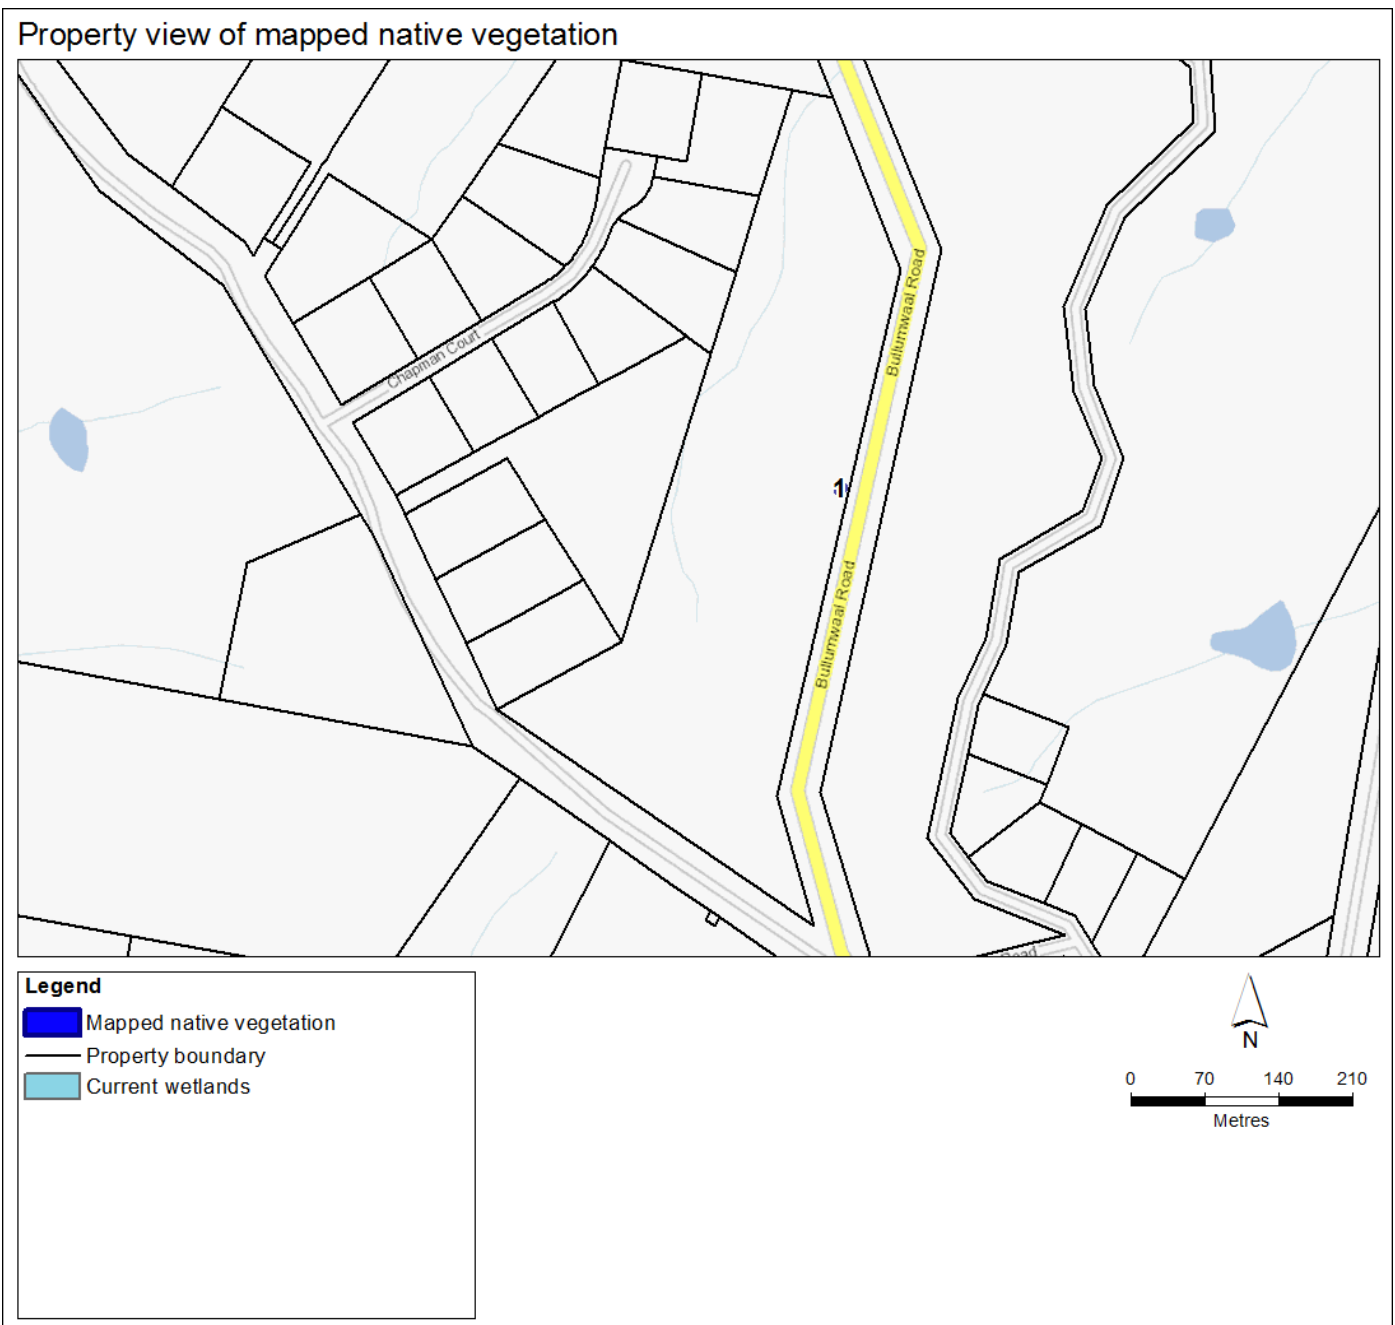 Property view of mapped native vegetation
Bullumwaal Road
Chapman Court
1
Bullumwaal Road
Road
Legend
Mapped native vegetation
Property boundary
Current wetlands
N
0 70 140 210
Metres